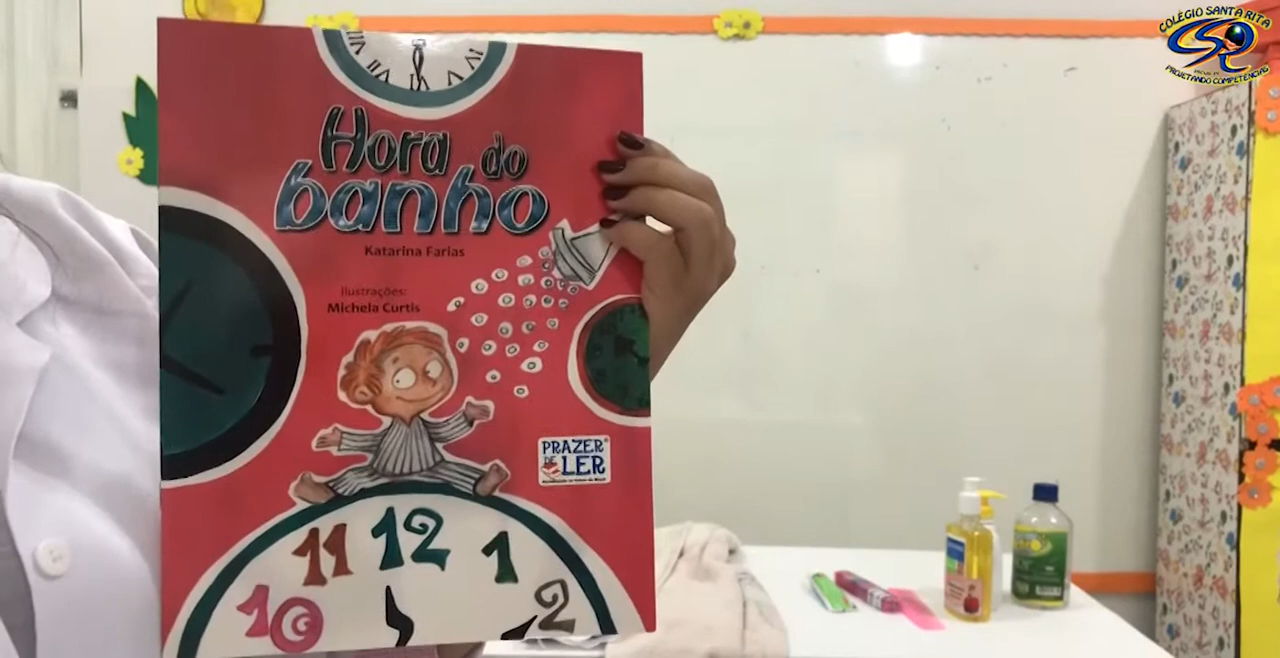 Hora do
banho
Katarina Farias
Ilustrações:
Michela Curtis
PRAZER
DE LER
11 12 1
10 2
COLÉGIO SANTA RITA
PROJETANDO COMPETÊNCIAS